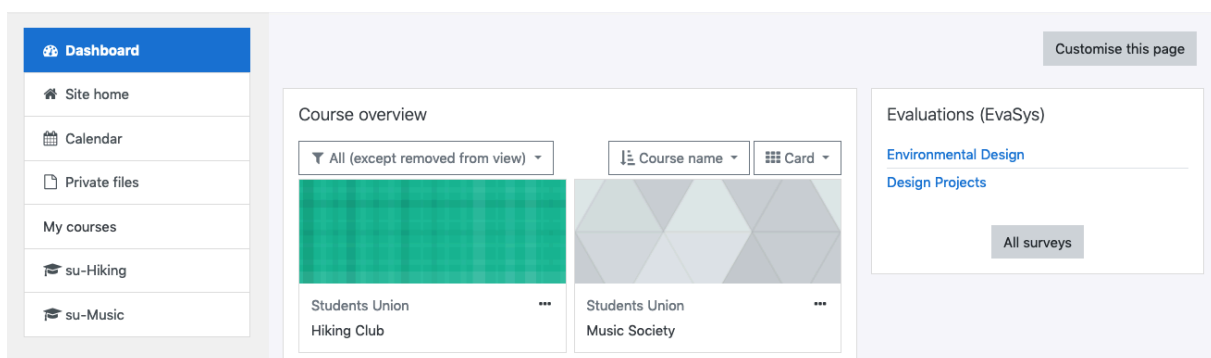 Dashboard
Site home
Calendar
Private files
My courses
su-Hiking
su-Music
Customise this page
Course overview
All (except removed from view)
Course name
Card
Students Union
Hiking Club
Students Union
Music Society
Evaluations (EvaSys)
Environmental Design
Design Projects
All surveys